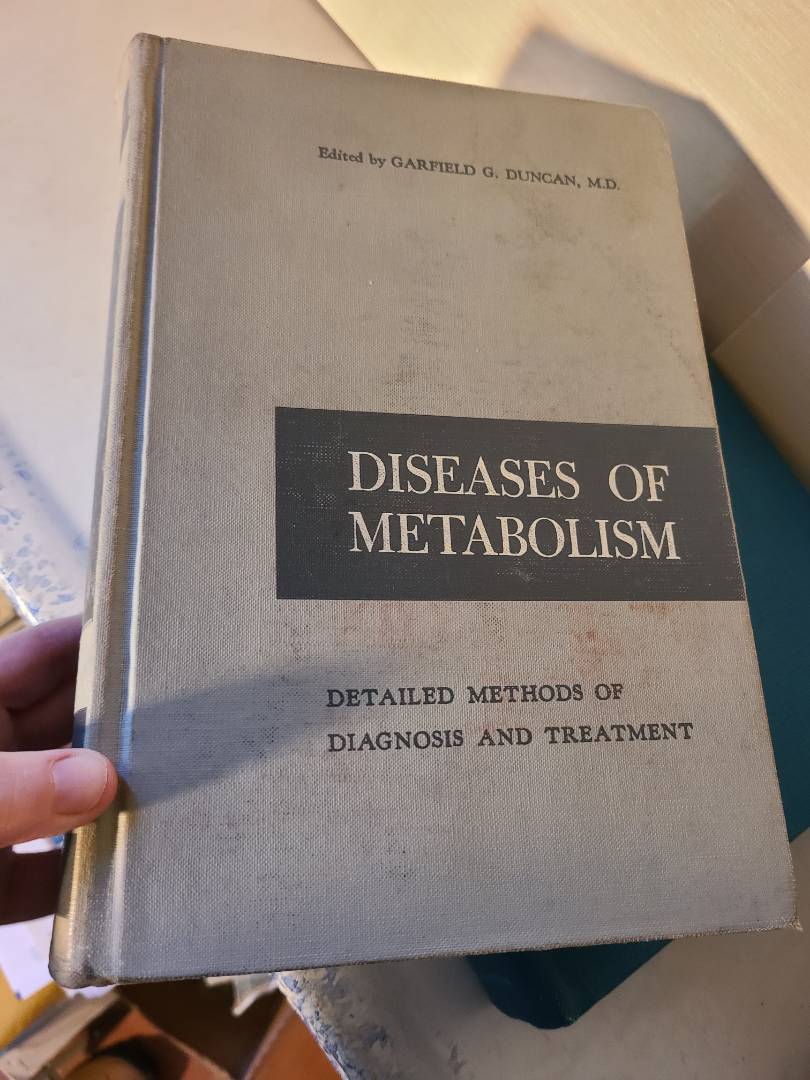 Edited by GARFIELD G. DUNCAN, M.D.
DISEASES OF
METABOLISM
DETAILED METHODS OF
DIAGNOSIS AND TREATMENT